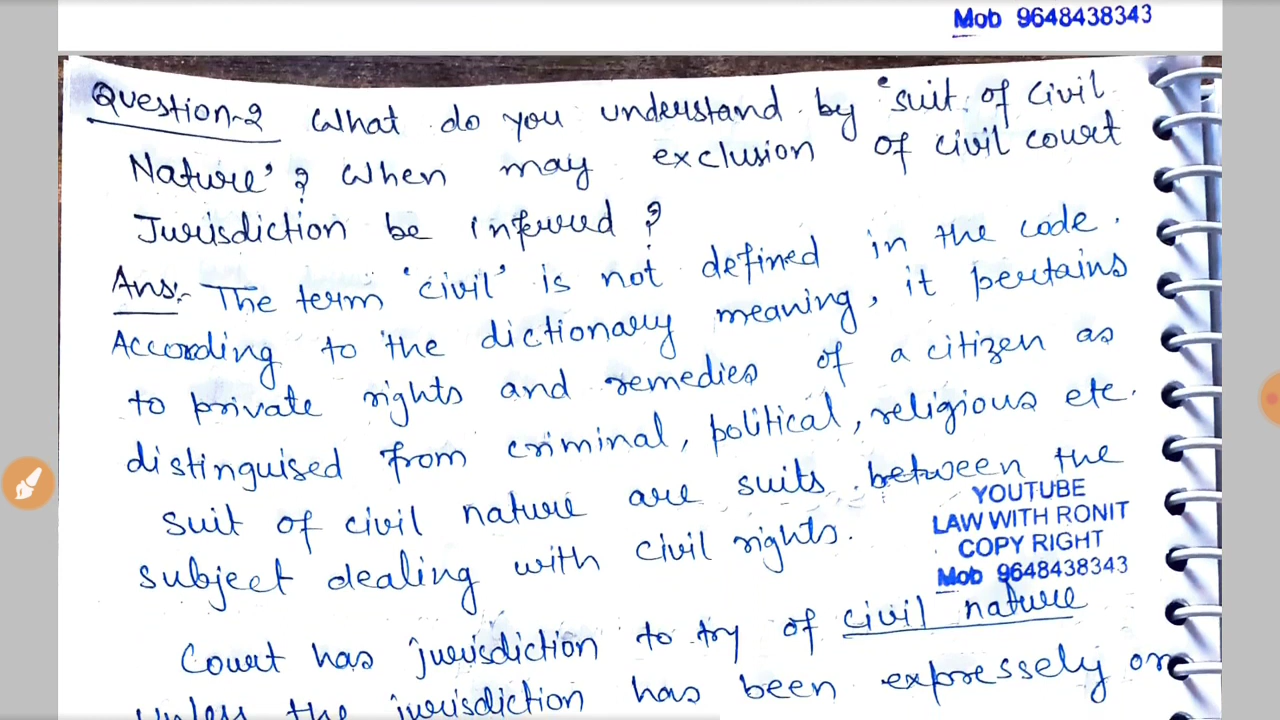 Mob 9648438343
Question-2 What do you understand by 'suit of Civil
Nature' ? When may exclusion of civil court
Jurisdiction be inferred ?
Ans:- The term 'civil' is not defined in the code.
According to the dictionary meaning, it pertains
to private rights and remedies of a citizen as
distinguised from criminal, political, religious etc.
suit of civil nature are suits between the
subject dealing with civil rights.
YOUTUBE
LAW WITH RONIT
COPY RIGHT
Mob 9648438343
Court has jurisdiction to try of civil nature
unless the jurisdiction has been expressely or